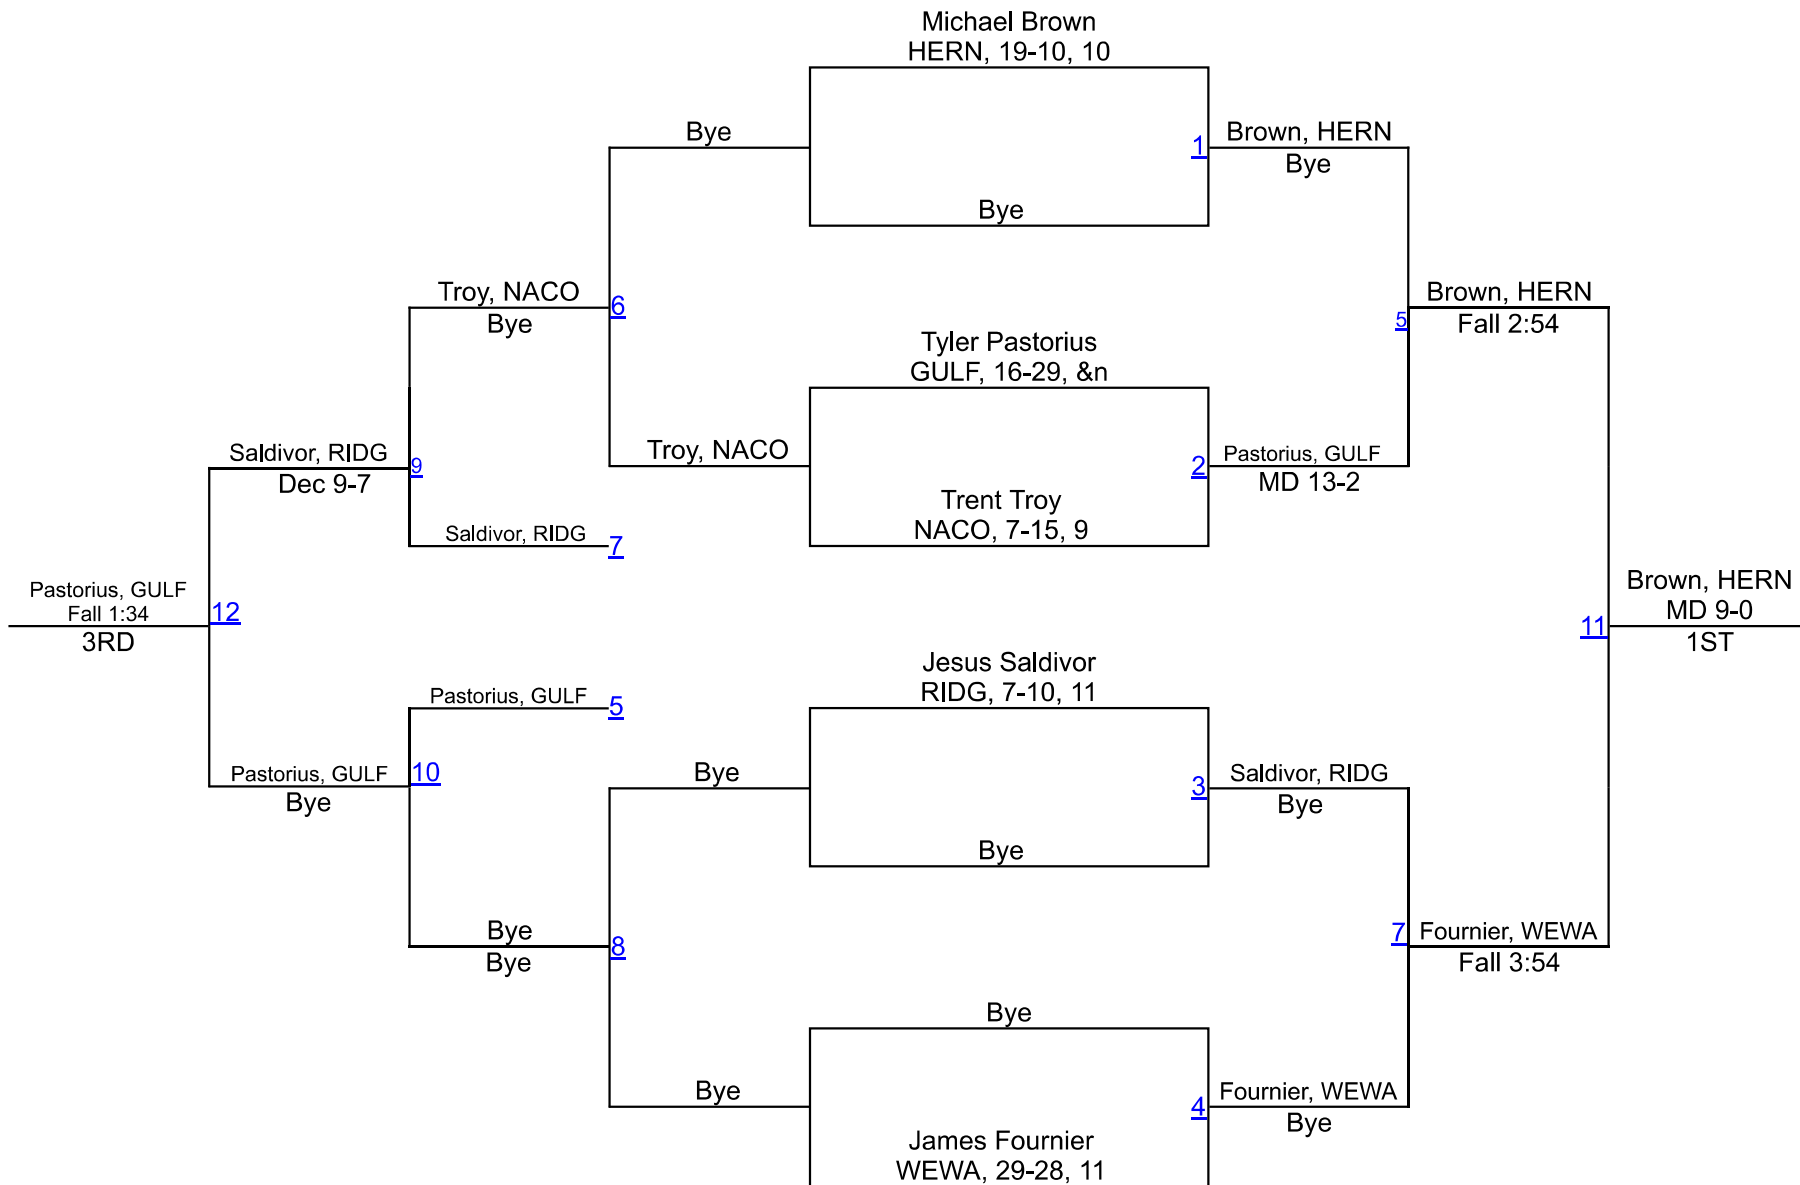 Michael Brown
HERN, 19-10, 10
Bye
1
Brown, HERN
Bye
Bye
Troy, NACO
Bye
6
Brown, HERN
Fall 2:54
5
Tyler Pastorius
GULF, 16-29, &n
Saldivor, RIDG
Dec 9-7
9
Troy, NACO
2
Pastorius, GULF
MD 13-2
Trent Troy
NACO, 7-15, 9
Saldivor, RIDG
7
Pastorius, GULF
Fall 1:34
3RD
12
Brown, HERN
MD 9-0
1ST
11
Jesus Saldivor
RIDG, 7-10, 11
Pastorius, GULF
5
Pastorius, GULF
Bye
10
Bye
3
Saldivor, RIDG
Bye
Bye
Bye
Bye
8
7
Fournier, WEWA
Fall 3:54
Bye
Bye
4
Fournier, WEWA
Bye
James Fournier
WEWA, 29-28, 11